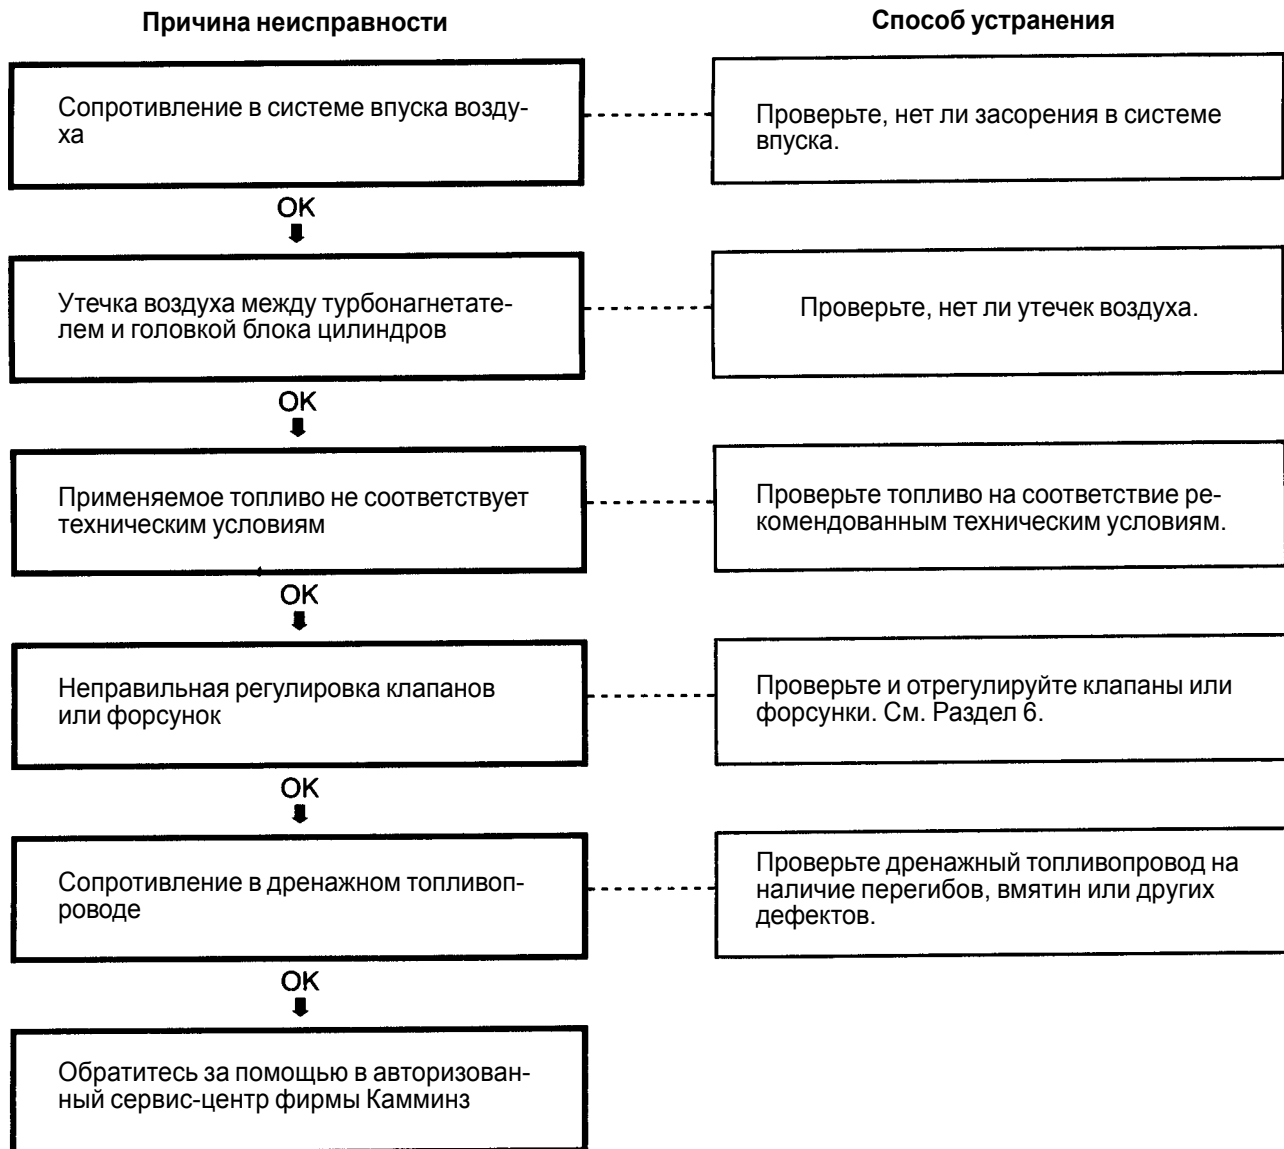 Причина неисправности
Способ устранения
Сопротивление в системе впуска возду-
ха
Проверьте, нет ли засорения в системе
впуска.
OK
Утечка воздуха между турбонагнетате-
лем и головкой блока цилиндров
Проверьте, нет ли утечек воздуха.
OK
Применяемое топливо не соответствует
техническим условиям
Проверьте топливо на соответствие ре-
комендованным техническим условиям.
OK
Неправильная регулировка клапанов
или форсунок
Проверьте и отрегулируйте клапаны или
форсунки. См. Раздел 6.
OK
Сопротивление в дренажном топливоп-
роводе
Проверьте дренажный топливопровод на
наличие перегибов, вмятин или других
дефектов.
OK
Обратитесь за помощью в авторизован-
ный сервис-центр фирмы Камминз